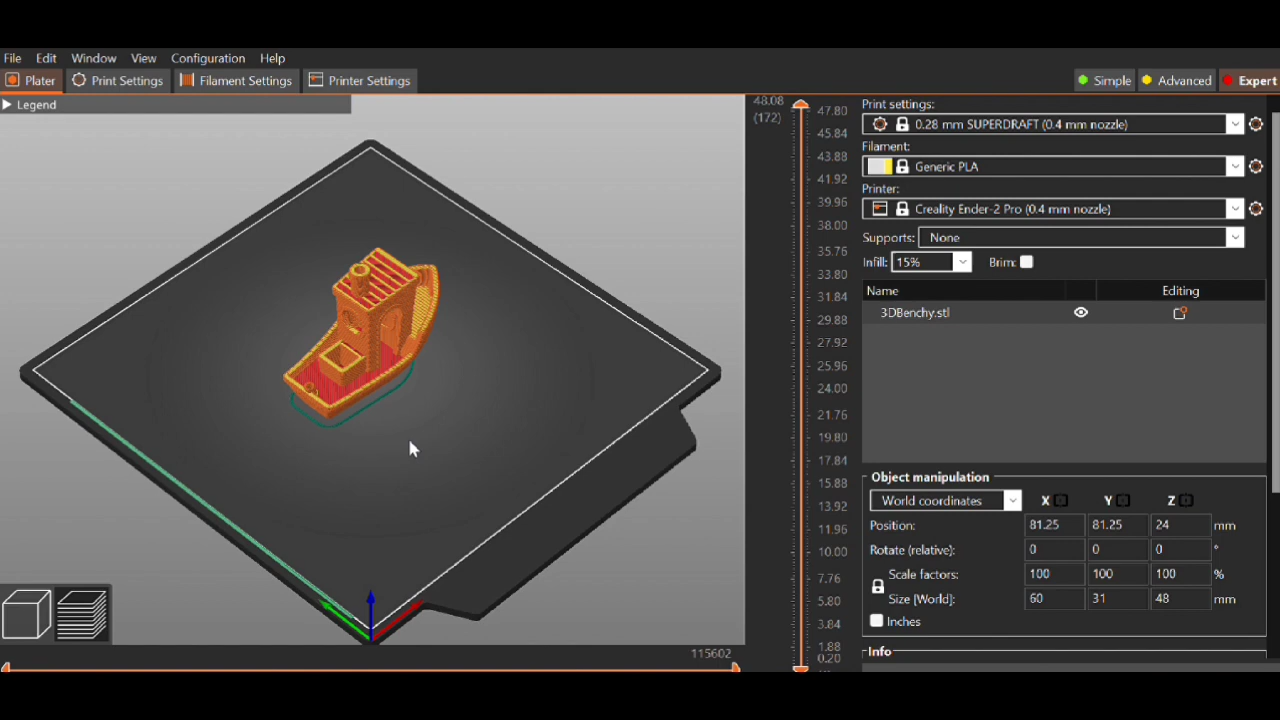 File Edit Window View Configuration Help
Plater Print Settings Filament Settings Printer Settings Simple Advanced Expert
Legend
48.08
(172)
47.80
45.84
43.88
41.92
39.96
38.00
35.76
33.80
31.84
29.88
27.92
25.96
24.00
21.76
19.80
17.84
15.88
13.92
11.96
10.00
7.76
5.80
3.84
1.88
0.20
115602
Print settings:
0.28 mm SUPERDRAFT (0.4 mm nozzle)
Filament:
Generic PLA
Printer:
Creality Ender-2 Pro (0.4 mm nozzle)
Supports: None
Infill: 15% Brim:
Name Editing
3DBenchy.stl
Object manipulation
World coordinates X Y Z
Position: 81.25 81.25 24 mm
Rotate (relative): 0 0 0 °
Scale factors: 100 100 100 %
Size [World]: 60 31 48 mm
Inches
Info